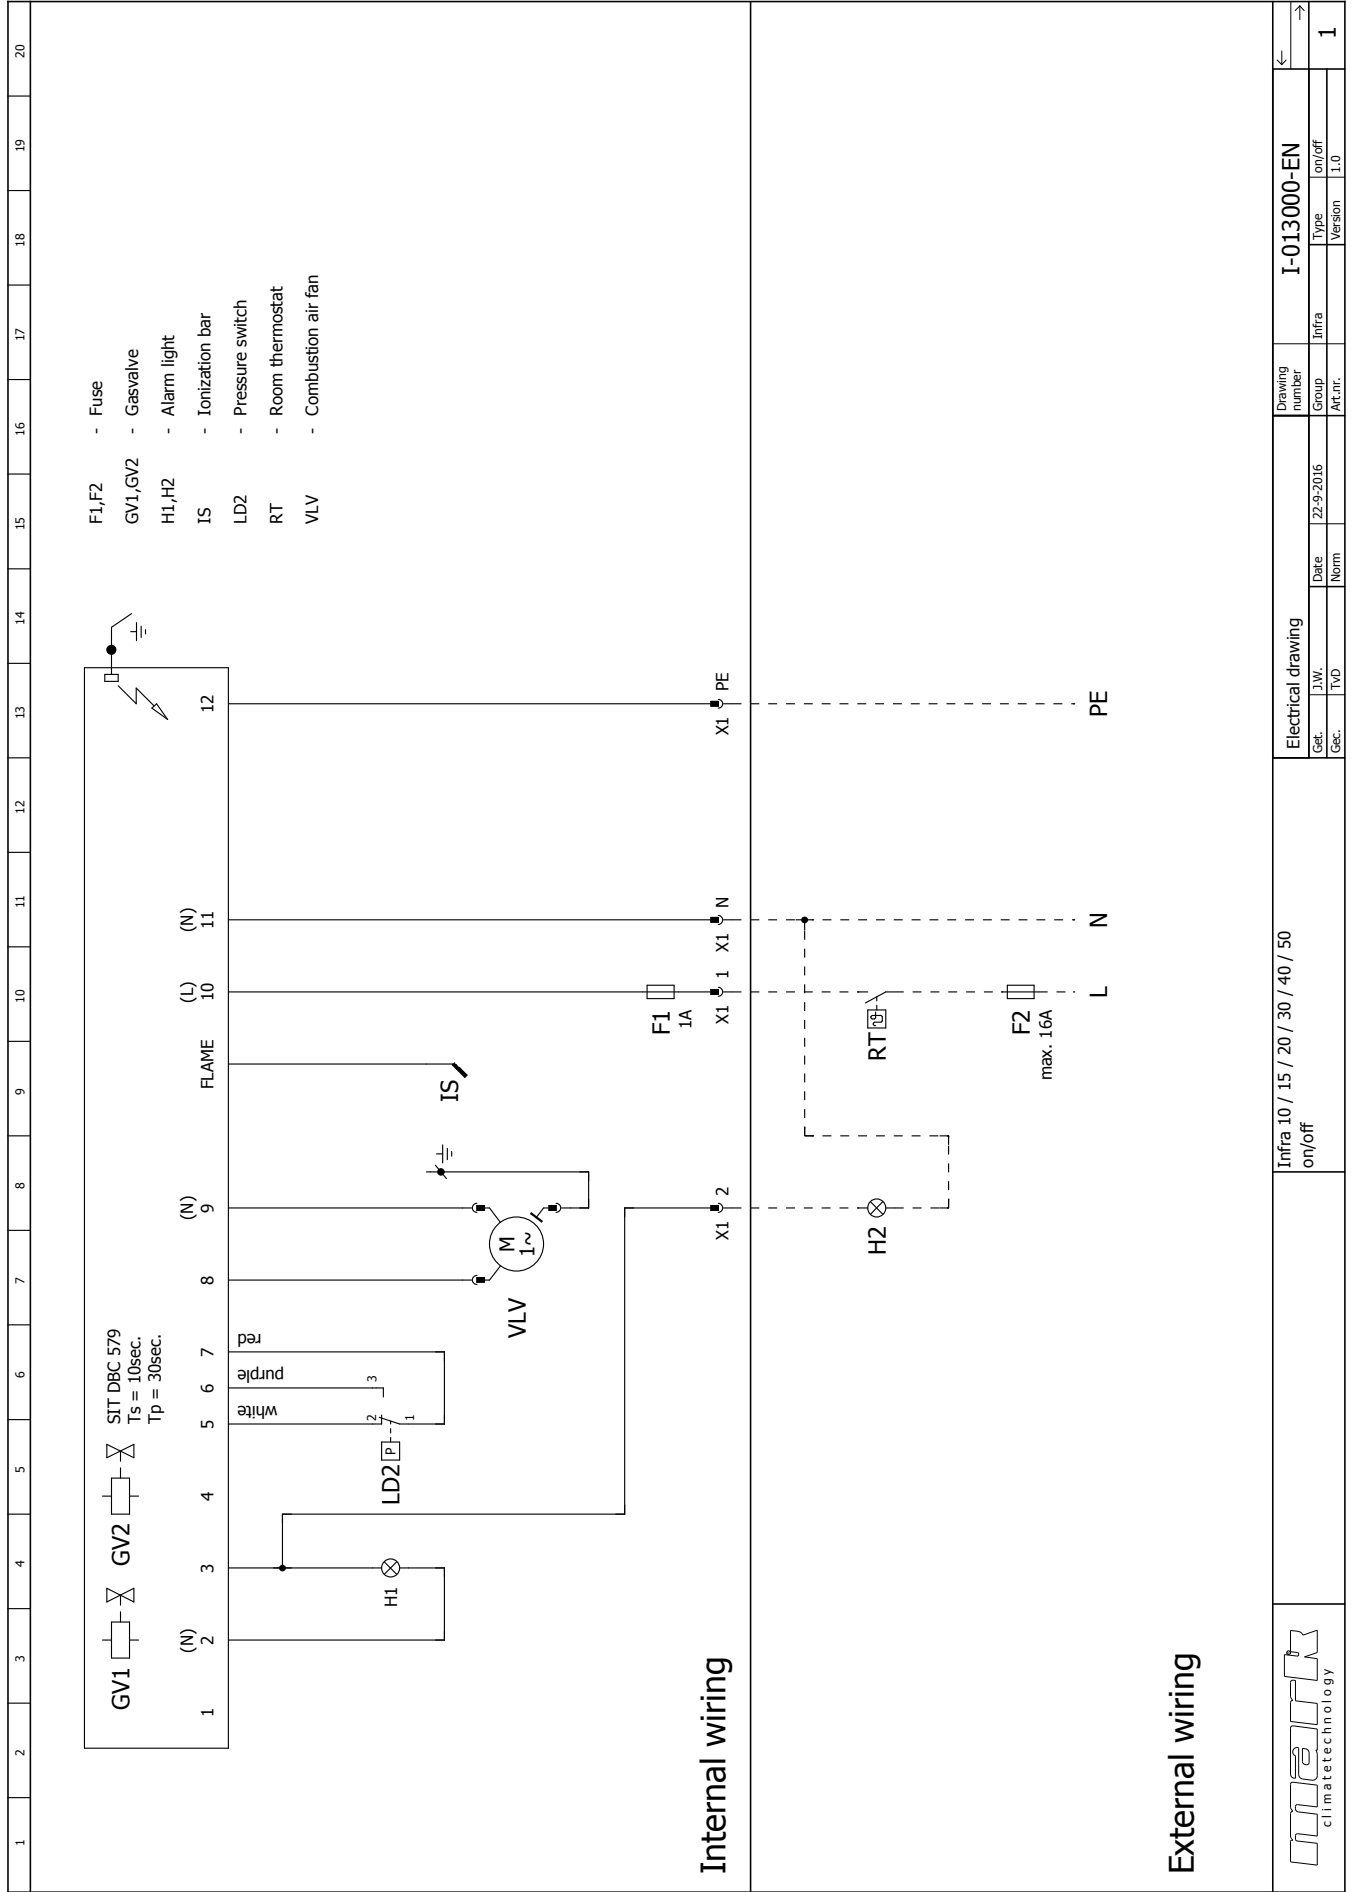 1 2 3 4 5 6 7 8 9 10 11 12 13 14 15 16 17 18 19 20
F1,F2 - Fuse
GV1,GV2 - Gasvalve
H1,H2 - Alarm light
IS - Ionization bar
LD2 - Pressure switch
RT - Room thermostat
VLV - Combustion air fan
GV1
GV2
SIT DBC 579
Ts = 10sec.
Tp = 30sec.
(N) (N) (L) (N)
1 2 3 4 5 6 7 8 9 FLAME 10 11 12
white
purple
red
H1
LD2 P
2 3
1
VLV
M
1~
IS
F1
1A
X1 2
X1 1
X1 N
X1 PE
Internal wiring
H2
RT ϑ
F2
max. 16A
L
N
PE
External wiring
mark
climatetechnology
Infra 10 / 15 / 20 / 30 / 40 / 50
on/off
Electrical drawing
Get. J.W. Date 22-9-2016
Gec. TvD Norm
Drawing
number
I-013000-EN
Group Infra Type on/off
Art.nr. Version 1.0
← →
1